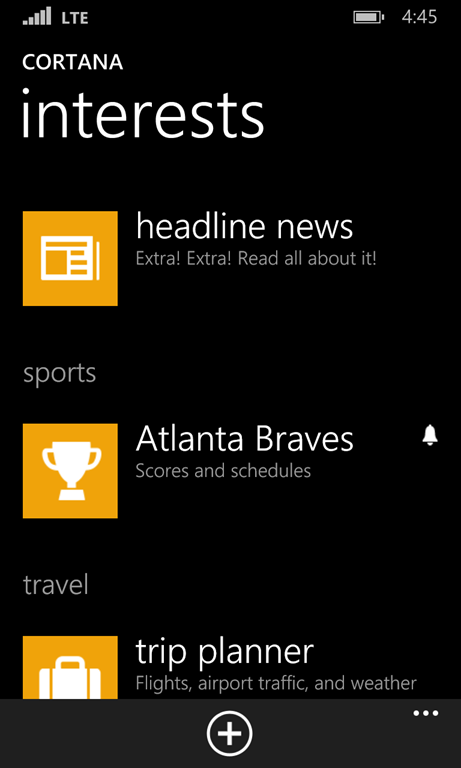 LTE 4:45
CORTANA
interests
headline news
Extra! Extra! Read all about it!
sports
Atlanta Braves
Scores and schedules
travel
trip planner
Flights, airport traffic, and weather